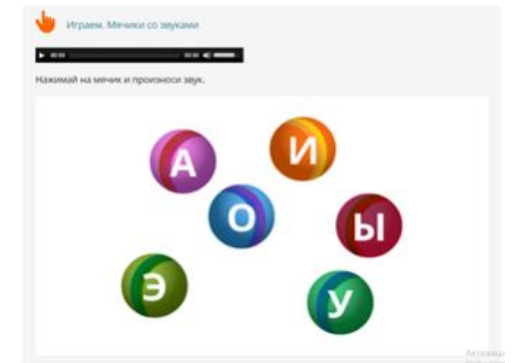 Играем. Мячики со звуками
Нажимай на мячик и произноси звук.
А
И
О
Ы
Э
У